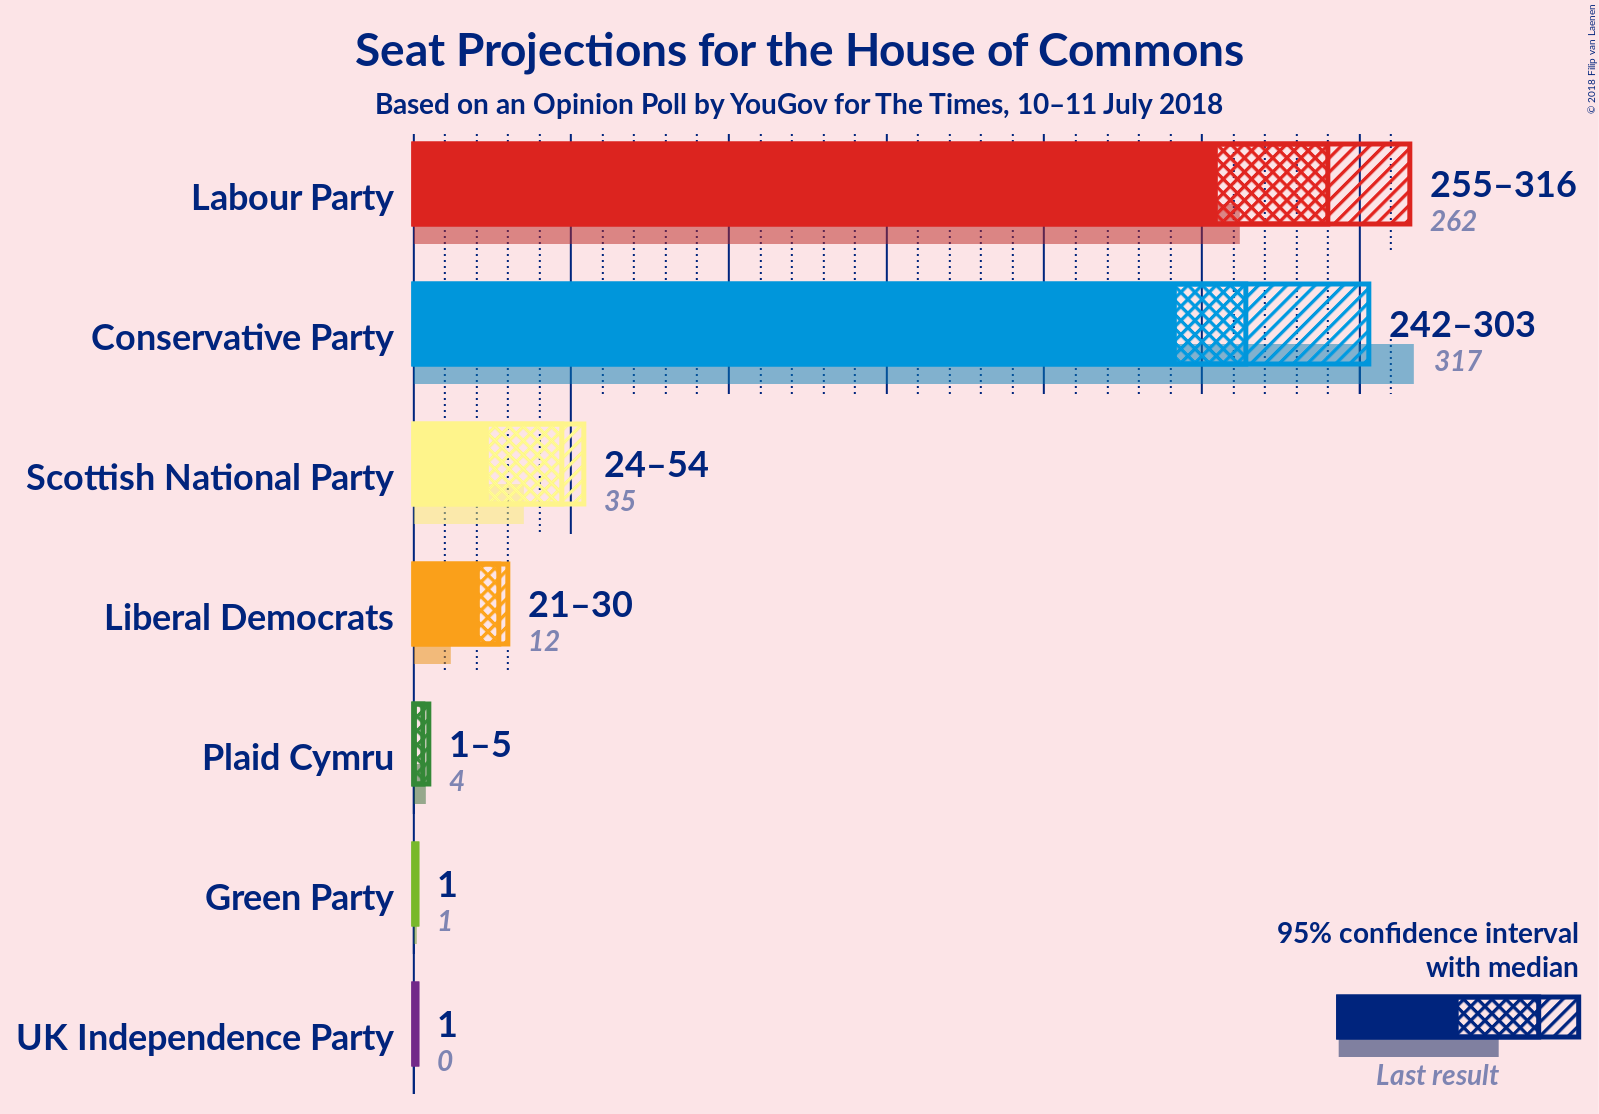 Seat Projections for the House of Commons
Based on an Opinion Poll by YouGov for The Times, 10–11 July 2018
© 2018 Filip van Laenen
Labour Party
255–316
262
Conservative Party
242–303
317
Scottish National Party
24–54
35
Liberal Democrats
21–30
12
Plaid Cymru
1–5
4
Green Party
1
1
UK Independence Party
1
0
95% confidence interval
with median
Last result